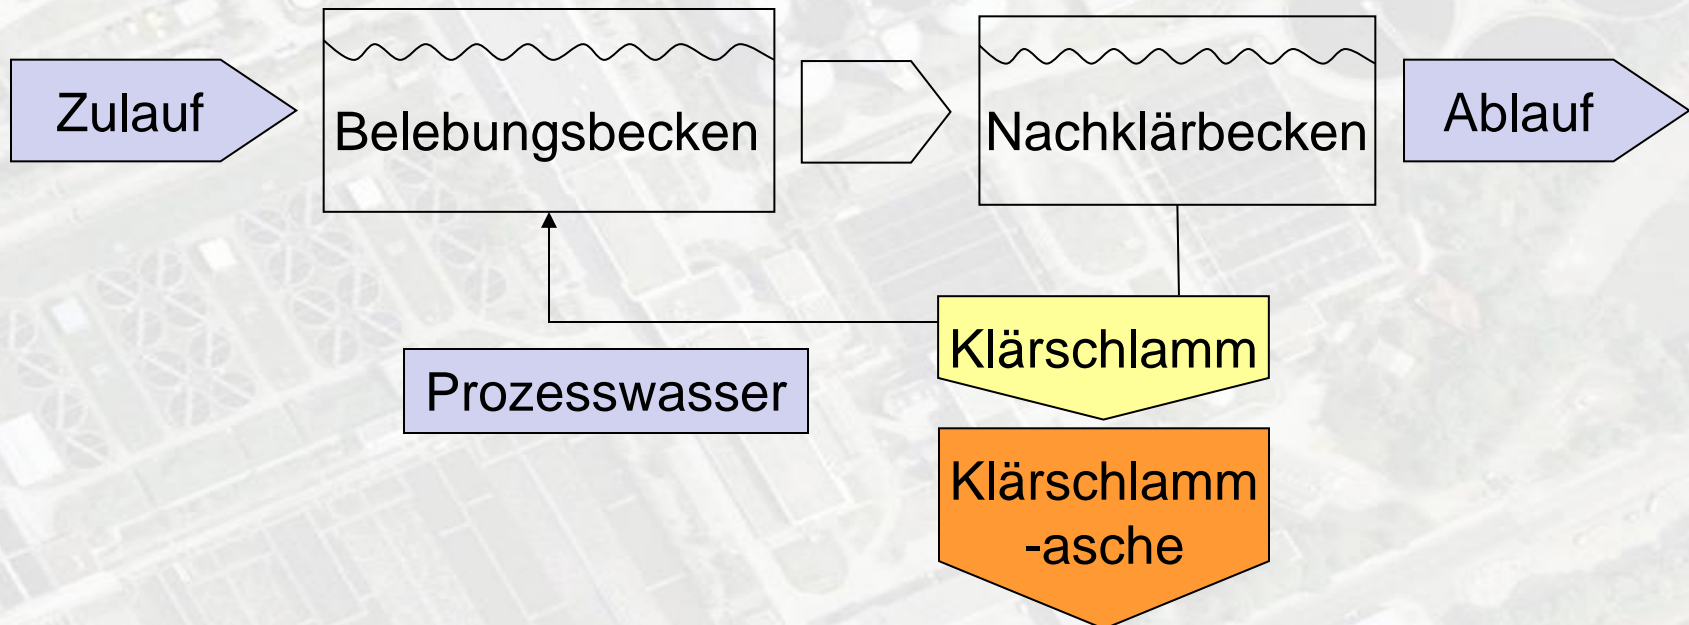 Zulauf
Belebungsbecken
Nachklärbecken
Ablauf
Prozesswasser
Klärschlamm
Klärschlamm
-asche